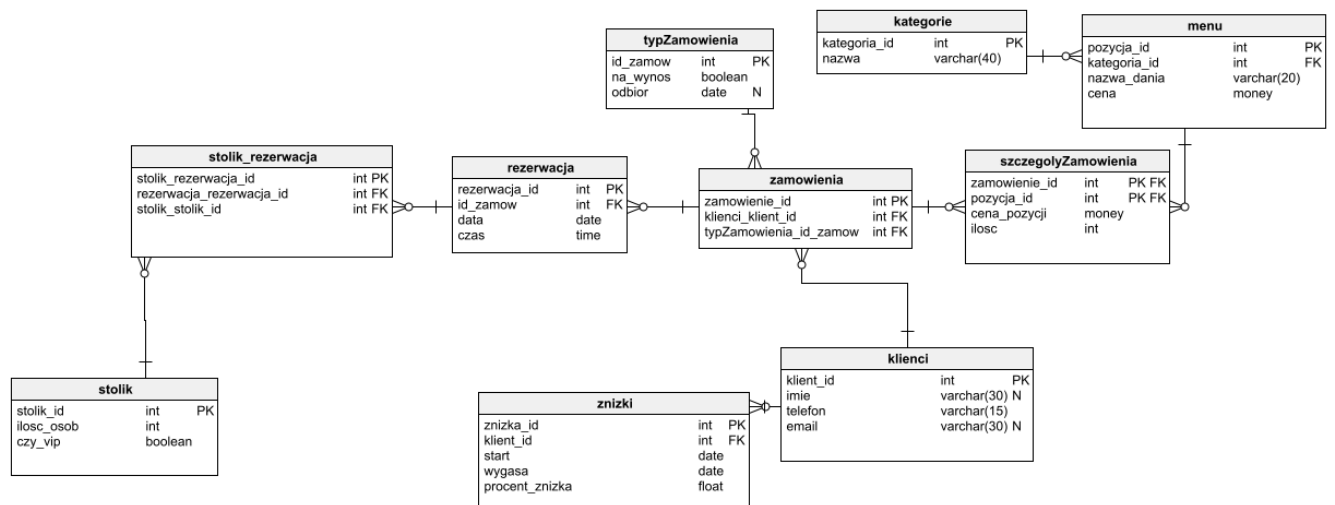 kategorie
kategoria_id int PK
nazwa varchar(40)
menu
pozycja_id int PK
kategoria_id int FK
nazwa_dania varchar(20)
cena money
typZamowienia
id_zamow int PK
na_wynos boolean
odbior date N
stolik_rezerwacja
stolik_rezerwacja_id int PK
rezerwacja_rezerwacja_id int FK
stolik_stolik_id int FK
rezerwacja
rezerwacja_id int PK
id_zamow int FK
data date
czas time
zamowienia
zamowienie_id int PK
klienci_klient_id int FK
typZamowienia_id_zamow int FK
szczegolyZamowienia
zamowienie_id int PK FK
pozycja_id int PK FK
cena_pozycji money
ilosc int
stolik
stolik_id int PK
ilosc_osob int
czy_vip boolean
znizki
znizka_id int PK
klient_id int FK
start date
wygasa date
procent_znizka float
klienci
klient_id int PK
imie varchar(30) N
telefon varchar(15)
email varchar(30) N